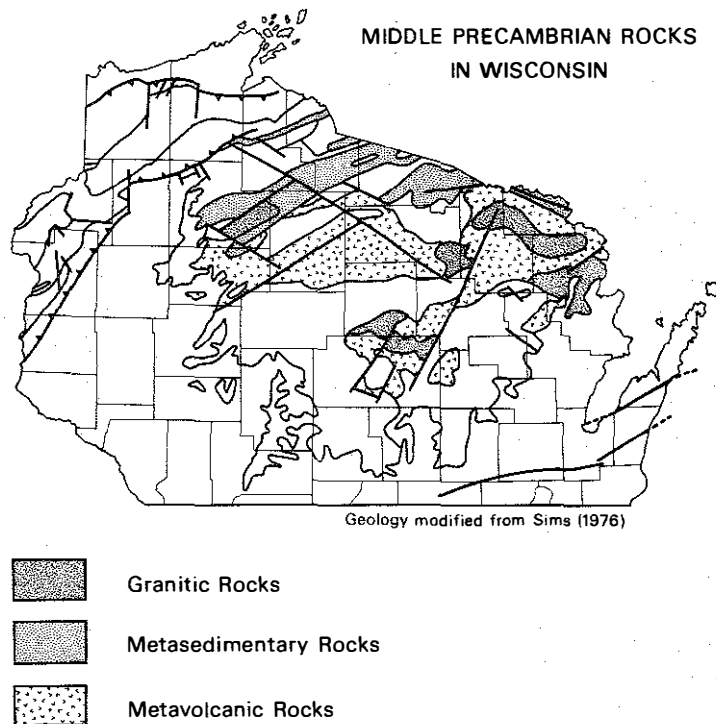 MIDDLE PRECAMBRIAN ROCKS
IN WISCONSIN
Geology modified from Sims (1976)
Granitic Rocks
Metasedimentary Rocks
Metavolcanic Rocks